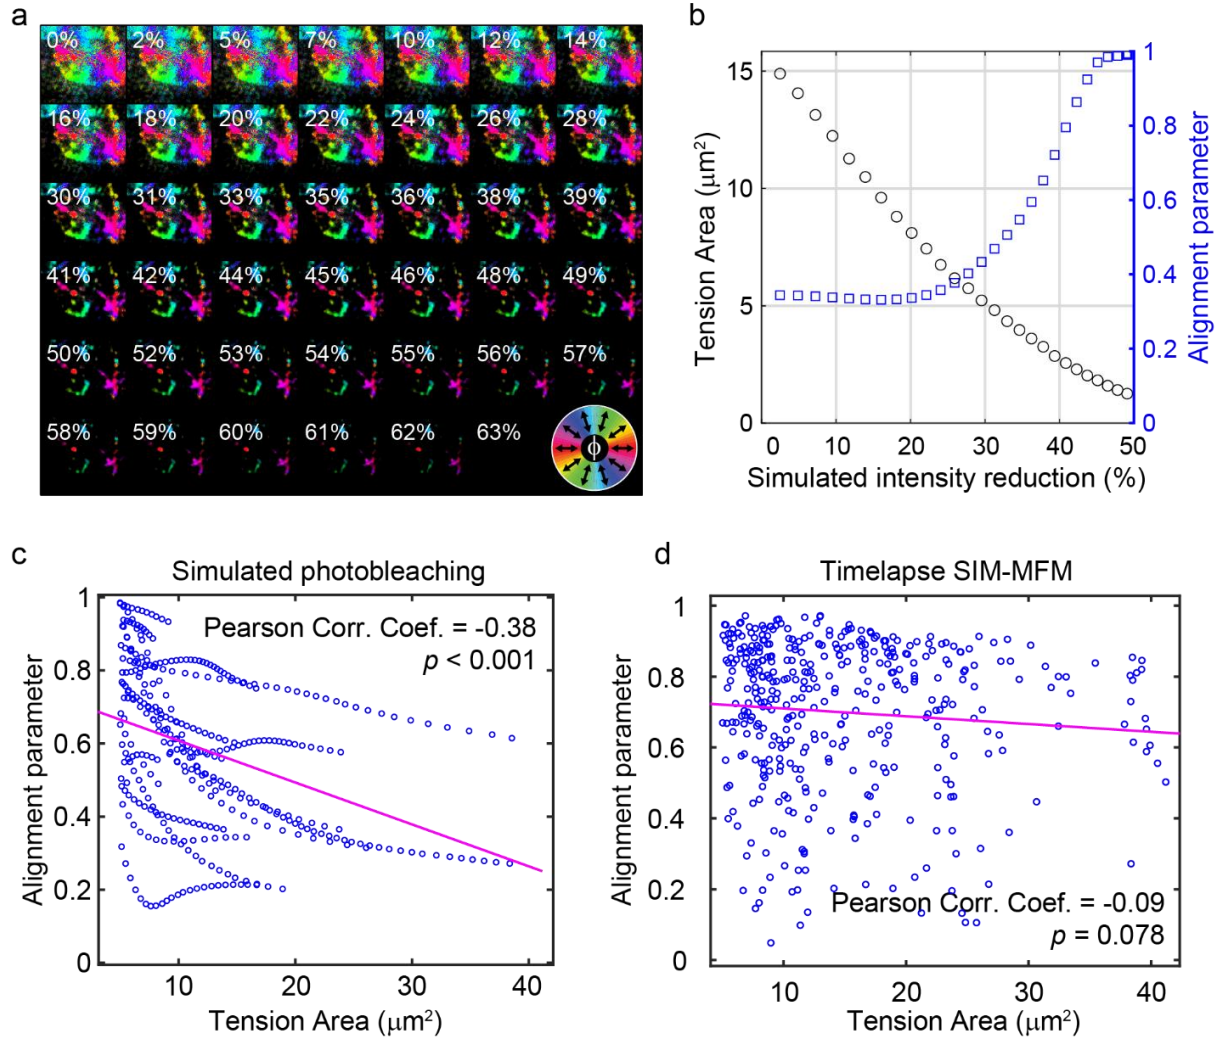 a
0% 2% 5% 7% 10% 12% 14%
16% 18% 20% 22% 24% 26% 28%
30% 31% 33% 35% 36% 38% 39%
41% 42% 44% 45% 46% 48% 49%
50% 52% 53% 54% 55% 56% 57%
58% 59% 60% 61% 62% 63%
ϕ
b
15
10
5
0
Tension Area (μm²)
1
0.8
0.6
0.4
0.2
0
Alignment parameter
0 10 20 30 40 50
Simulated intensity reduction (%)
c
Simulated photobleaching
Pearson Corr. Coef. = -0.38
p < 0.001
1
0.8
0.6
0.4
0.2
0
Alignment parameter
10 20 30 40
Tension Area (μm²)
d
Timelapse SIM-MFM
1
0.8
0.6
0.4
0.2
0
Alignment parameter
Pearson Corr. Coef. = -0.09
p = 0.078
10 20 30 40
Tension Area (μm²)